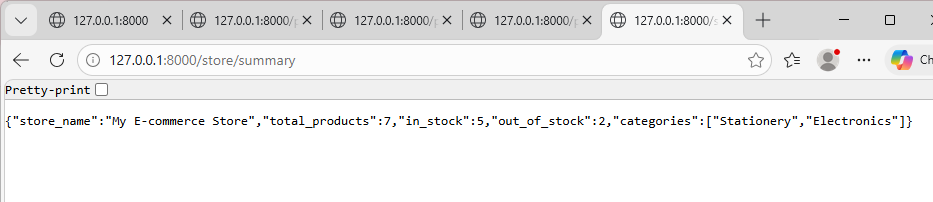 127.0.0.1:8000
127.0.0.1:8000/
127.0.0.1:8000/
127.0.0.1:8000/
127.0.0.1:8000/s
127.0.0.1:8000/store/summary
Ch
Pretty-print
{"store_name":"My E-commerce Store","total_products":7,"in_stock":5,"out_of_stock":2,"categories":["Stationery","Electronics"]}